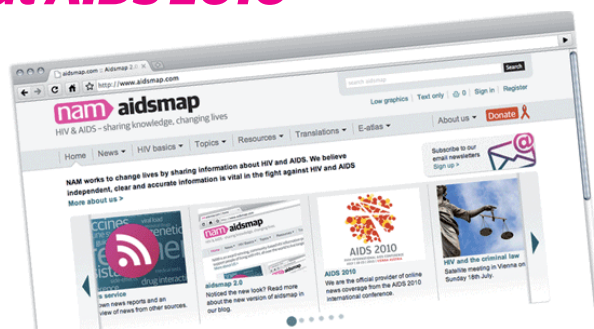 at AIDS 2010
aidsmap.com :: Aidsmap 2.0
http://www.aidsmap.com
search aidsmap
Search
nam aidsmap
HIV & AIDS – sharing knowledge, changing lives
Low graphics Text only 0 Sign in Register
Home News HIV basics Topics Resources Translations E-atlas About us Donate
NAM works to change lives by sharing information about HIV and AIDS. We believe
independent, clear and accurate information is vital in the fight against HIV and AIDS
More about us >
Subscribe to our
email newsletters
Sign up >
viral load
drug interac
s service
own news reports and an
view of news from other sources.
nam aidsmap
aidsmap 2.0
Noticed the new look? Read more
about the new version of aidsmap in
our blog.
AIDS 2010
AIDS 2010
We are the official provider of online
news coverage from the AIDS 2010
international conference.
HIV and the criminal law
Satellite meeting in Vienna on
Sunday 18th July.